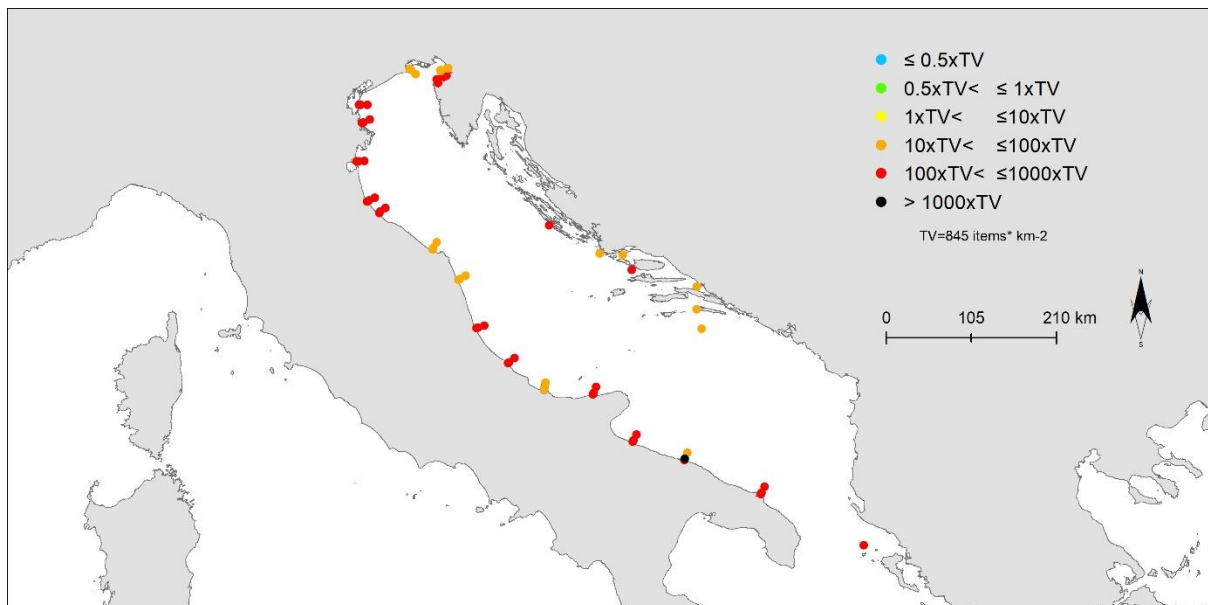 ≤ 0.5xTV
0.5xTV< ≤ 1xTV
1xTV< ≤10xTV
10xTV< ≤100xTV
100xTV< ≤1000xTV
> 1000xTV
TV=845 items* km-2
N
S
0 105 210 km